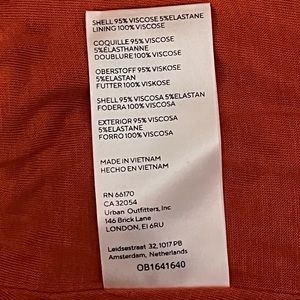 SHELL 95% VISCOSE 5%ELASTANE
LINING 100% VISCOSE
COQUILLE 95% VISCOSE
5%ELASTHANNE
DOUBLURE 100% VISCOSE
OBERSTOFF 95% VISKOSE
5%ELASTAN
FUTTER 100% VISKOSE
SHELL 95% VISCOSA 5%ELASTAN
FODERA 100% VISCOSA
EXTERIOR 95% VISCOSA
5%ELASTANE
FORRO 100% VISCOSA
MADE IN VIETNAM
HECHO EN VIETNAM
RN 66170
CA 32054
Urban Outfitters, Inc
146 Brick Lane
LONDON, E1 6RU
Leidsestraat 32, 1017 PB
Amsterdam, Netherlands
OB1641640